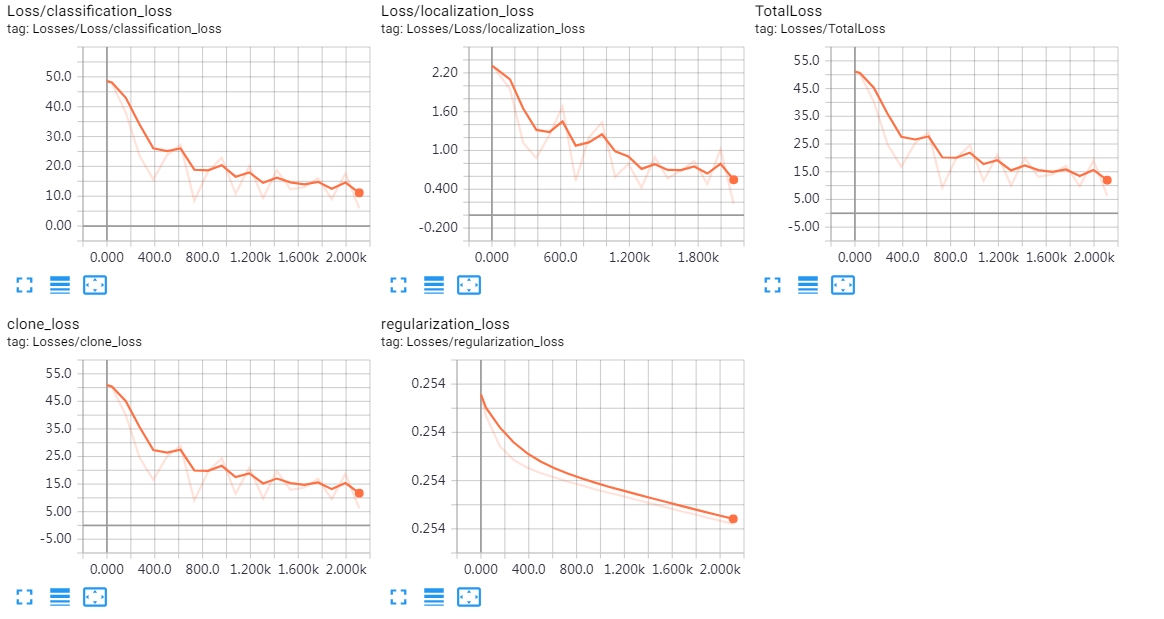 Loss/classification_loss
tag: Losses/Loss/classification_loss
50.0
40.0
30.0
20.0
10.0
0.00
0.000 400.0 800.0 1.200k 1.600k 2.000k
Loss/localization_loss
tag: Losses/Loss/localization_loss
2.20
1.60
1.00
0.400
-0.200
0.000 600.0 1.200k 1.800k
TotalLoss
tag: Losses/TotalLoss
55.0
45.0
35.0
25.0
15.0
5.00
-5.00
0.000 400.0 800.0 1.200k 1.600k 2.000k
clone_loss
tag: Losses/clone_loss
55.0
45.0
35.0
25.0
15.0
5.00
-5.00
0.000 400.0 800.0 1.200k 1.600k 2.000k
regularization_loss
tag: Losses/regularization_loss
0.254
0.254
0.254
0.254
0.000 400.0 800.0 1.200k 1.600k 2.000k